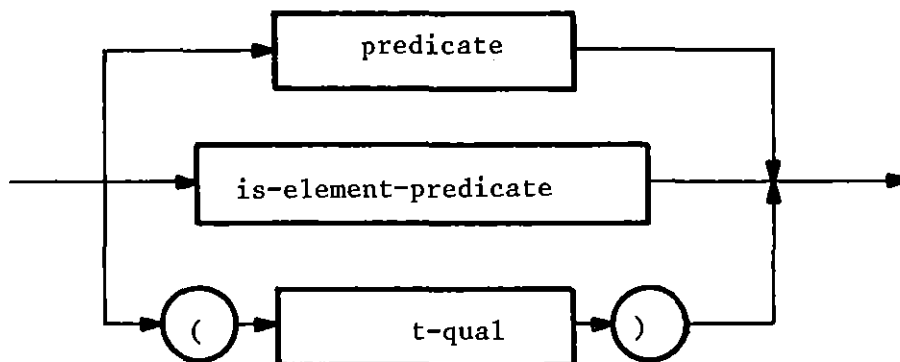 predicate
is-element-predicate
( t-qual )